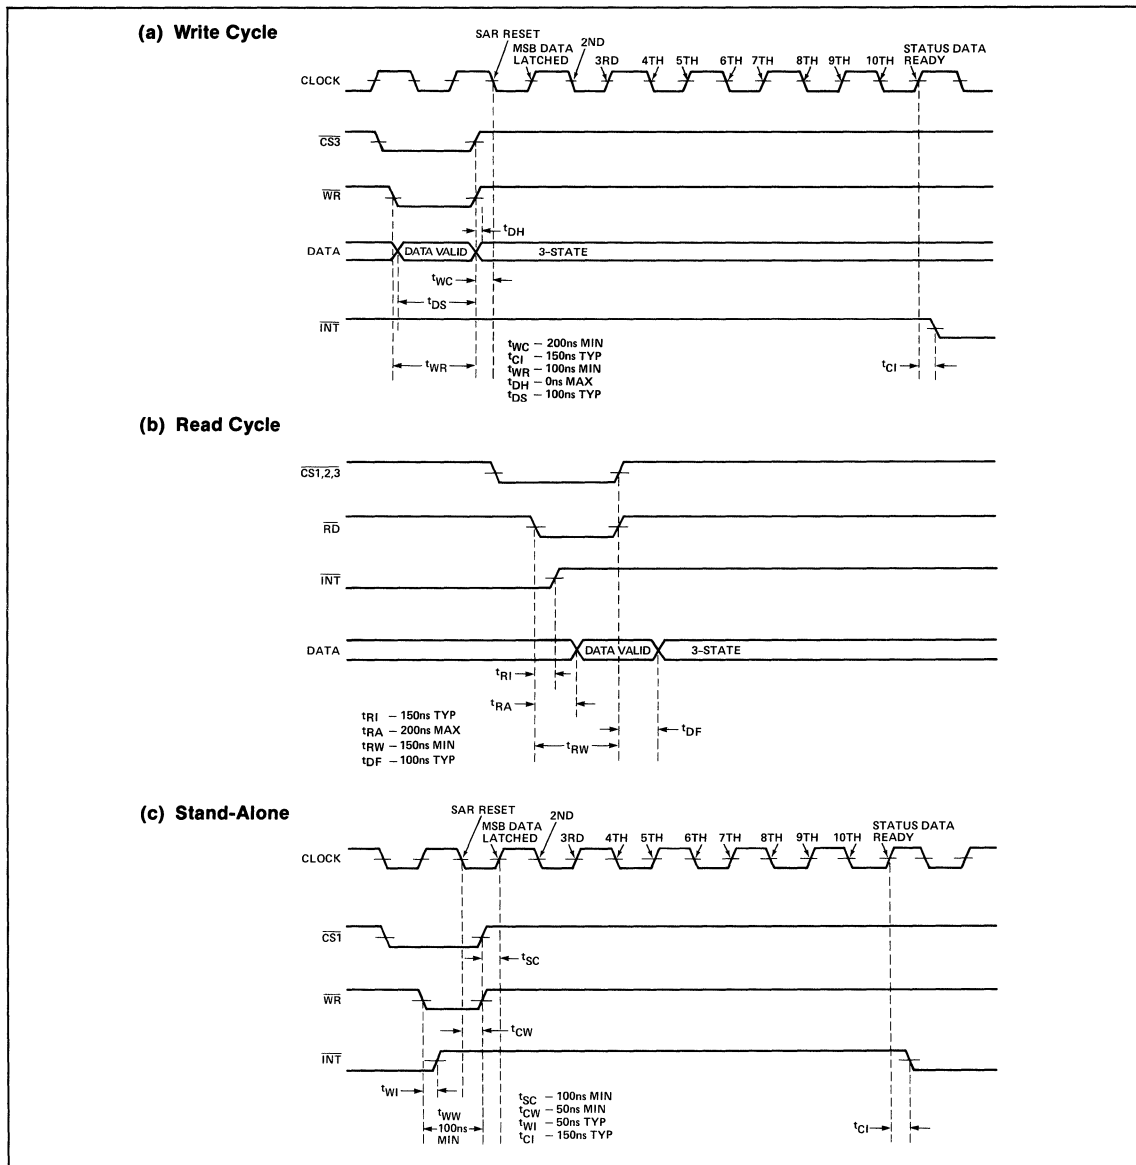 (a) Write Cycle
SAR RESET
MSB DATA
LATCHED
2ND
3RD
4TH
5TH
6TH
7TH
8TH
9TH
10TH
STATUS DATA
READY
CLOCK
CS3
WR
tDH
DATA
DATA VALID
3-STATE
tWC
tDS
INT
tWR
tWC – 200ns MIN
tCI – 150ns TYP
tWR – 100ns MIN
tDH – 0ns MAX
tDS – 100ns TYP
tCI
(b) Read Cycle
CS1,2,3
RD
INT
DATA
DATA VALID
3-STATE
tRI
tRA
tRI – 150ns TYP
tRA – 200ns MAX
tRW – 150ns MIN
tDF – 100ns TYP
tRW
tDF
(c) Stand-Alone
SAR RESET
MSB DATA
LATCHED
2ND
3RD
4TH
5TH
6TH
7TH
8TH
9TH
10TH
STATUS DATA
READY
CLOCK
CS1
tSC
WR
tCW
INT
tWI
tWW
100ns
MIN
tSC – 100ns MIN
tCW – 50ns MIN
tWI – 50ns TYP
tCI – 150ns TYP
tCI